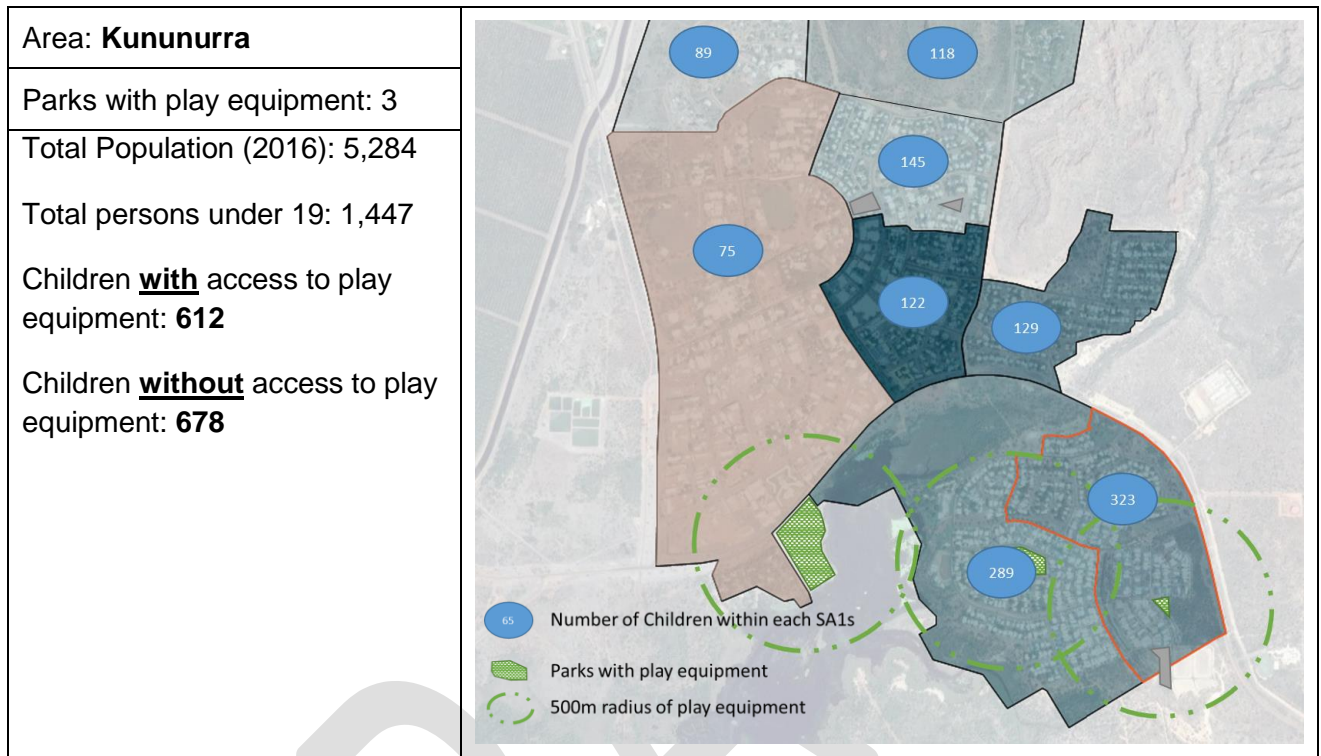 Area: Kununurra
Parks with play equipment: 3
Total Population (2016): 5,284
Total persons under 19: 1,447
Children with access to play
equipment: 612
Children without access to play
equipment: 678
89
118
145
75
122
129
323
289
65 Number of Children within each SA1s
Parks with play equipment
500m radius of play equipment